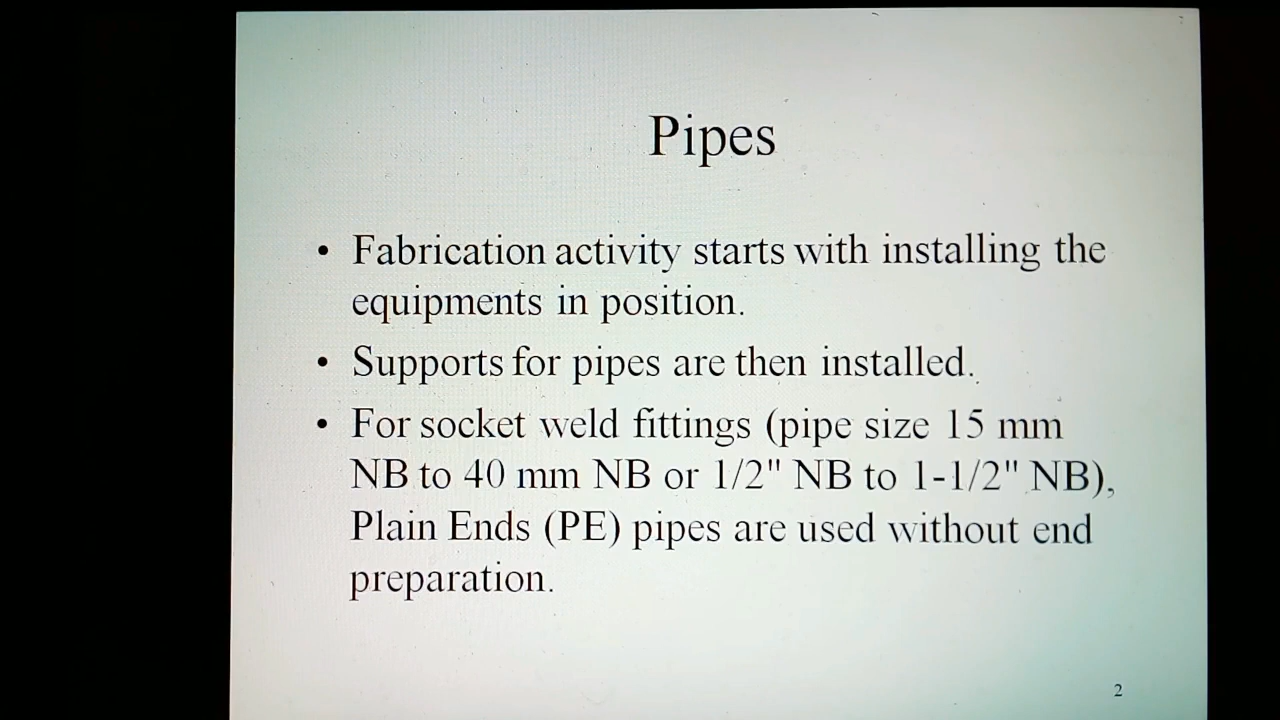 Pipes
• Fabrication activity starts with installing the
equipments in position.
• Supports for pipes are then installed.
• For socket weld fittings (pipe size 15 mm
NB to 40 mm NB or 1/2" NB to 1-1/2" NB),
Plain Ends (PE) pipes are used without end
preparation.
2